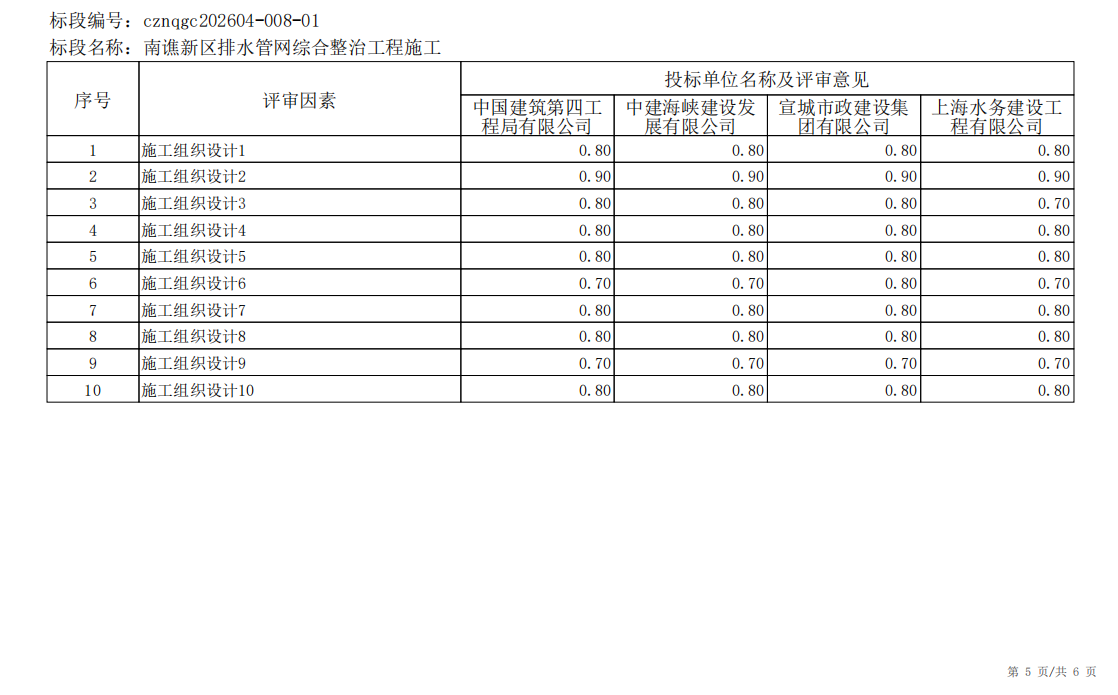 标段编号：cznqgc202604-008-01
标段名称：南谯新区排水管网综合整治工程施工
序号 评审因素 投标单位名称及评审意见
中国建筑第四工程局有限公司 中建海峡建设发展有限公司 宣城市政建设集团有限公司 上海水务建设工程有限公司
1 施工组织设计1 0.80 0.80 0.80 0.80
2 施工组织设计2 0.90 0.90 0.90 0.90
3 施工组织设计3 0.80 0.80 0.80 0.70
4 施工组织设计4 0.80 0.80 0.80 0.80
5 施工组织设计5 0.80 0.80 0.80 0.80
6 施工组织设计6 0.70 0.70 0.80 0.70
7 施工组织设计7 0.80 0.80 0.80 0.80
8 施工组织设计8 0.80 0.80 0.80 0.80
9 施工组织设计9 0.70 0.70 0.70 0.70
10 施工组织设计10 0.80 0.80 0.80 0.80
第 5 页/共 6 页